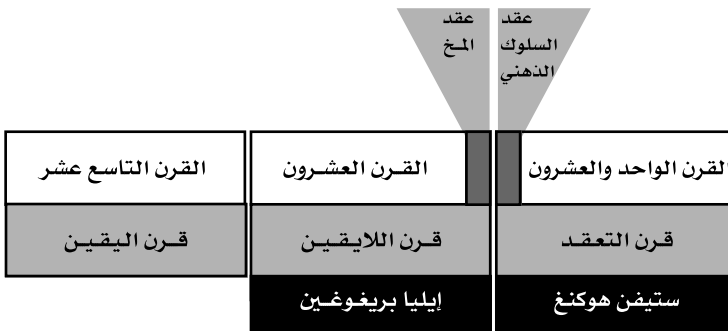 عقد
السلوك
الذهني
عقد
المخ
القرن الواحد والعشرون
القرن العشرون
القرن التاسع عشر
قرن التعقد
قرن اللايقين
قرن اليقين
ستيفن هوكنغ
إيليا بريغوغين